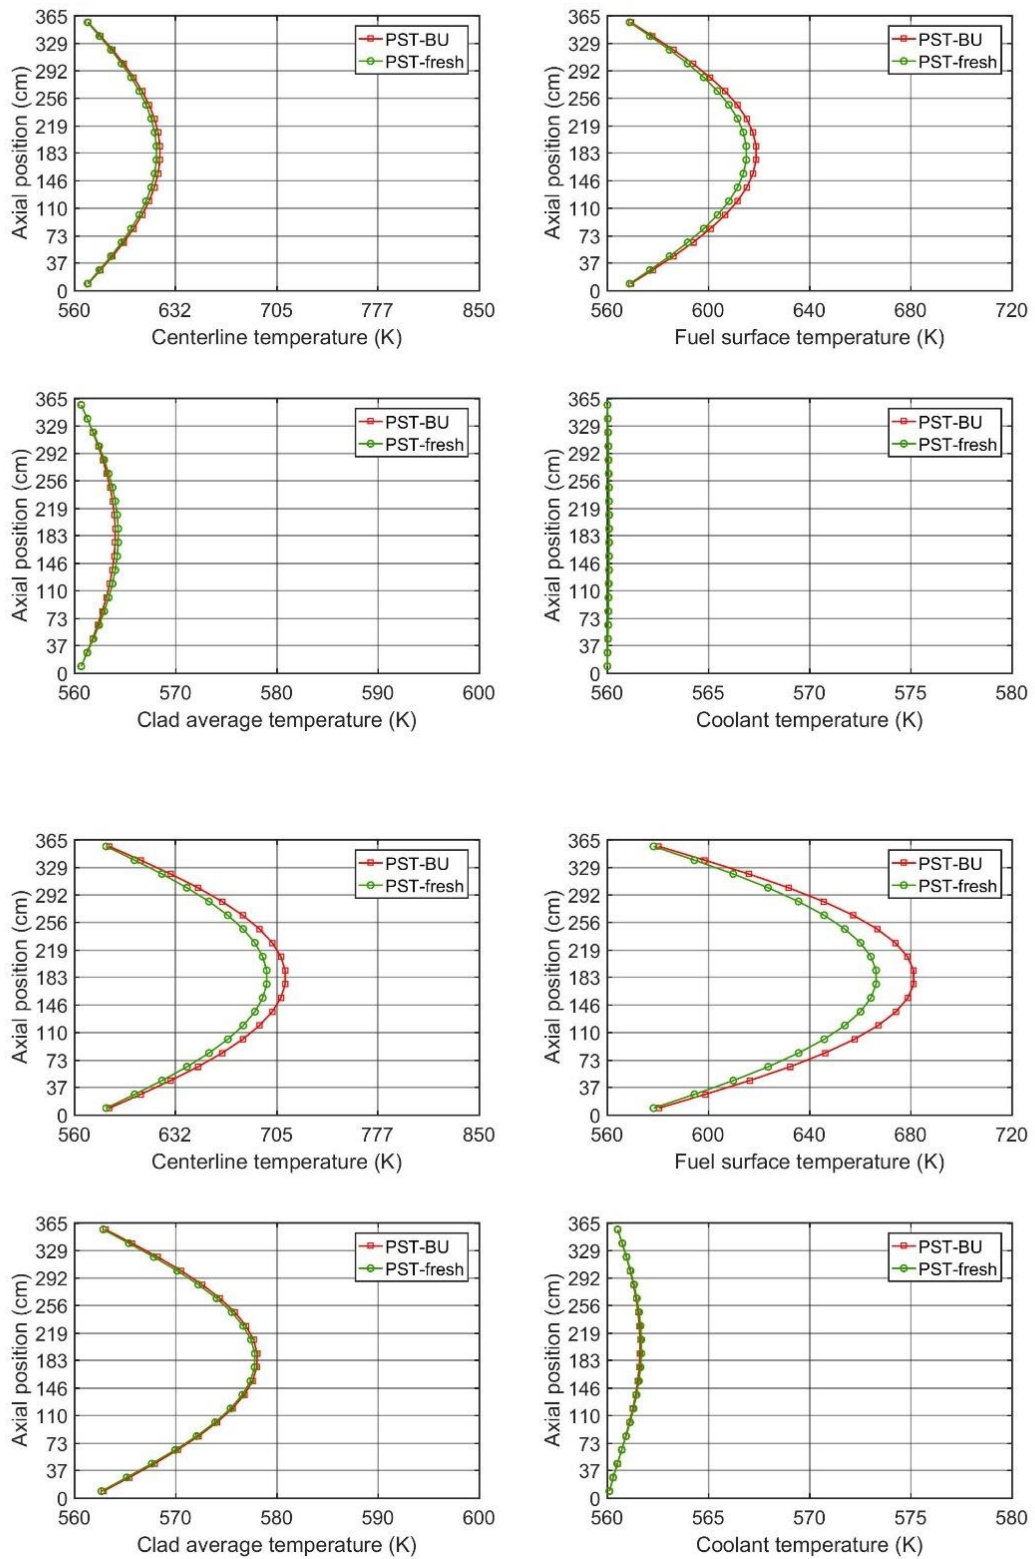 365
329
292
256
219
183
146
110
73
37
0
Axial position (cm)
PST-BU
PST-fresh
560 632 705 777 850
Centerline temperature (K)
365
329
292
256
219
183
146
110
73
37
0
Axial position (cm)
PST-BU
PST-fresh
560 600 640 680 720
Fuel surface temperature (K)
365
329
292
256
219
183
146
110
73
37
0
Axial position (cm)
PST-BU
PST-fresh
560 570 580 590 600
Clad average temperature (K)
365
329
292
256
219
183
146
110
73
37
0
Axial position (cm)
PST-BU
PST-fresh
560 565 570 575 580
Coolant temperature (K)
365
329
292
256
219
183
146
110
73
37
0
Axial position (cm)
PST-BU
PST-fresh
560 632 705 777 850
Centerline temperature (K)
365
329
292
256
219
183
146
110
73
37
0
Axial position (cm)
PST-BU
PST-fresh
560 600 640 680 720
Fuel surface temperature (K)
365
329
292
256
219
183
146
110
73
37
0
Axial position (cm)
PST-BU
PST-fresh
560 570 580 590 600
Clad average temperature (K)
365
329
292
256
219
183
146
110
73
37
0
Axial position (cm)
PST-BU
PST-fresh
560 565 570 575 580
Coolant temperature (K)